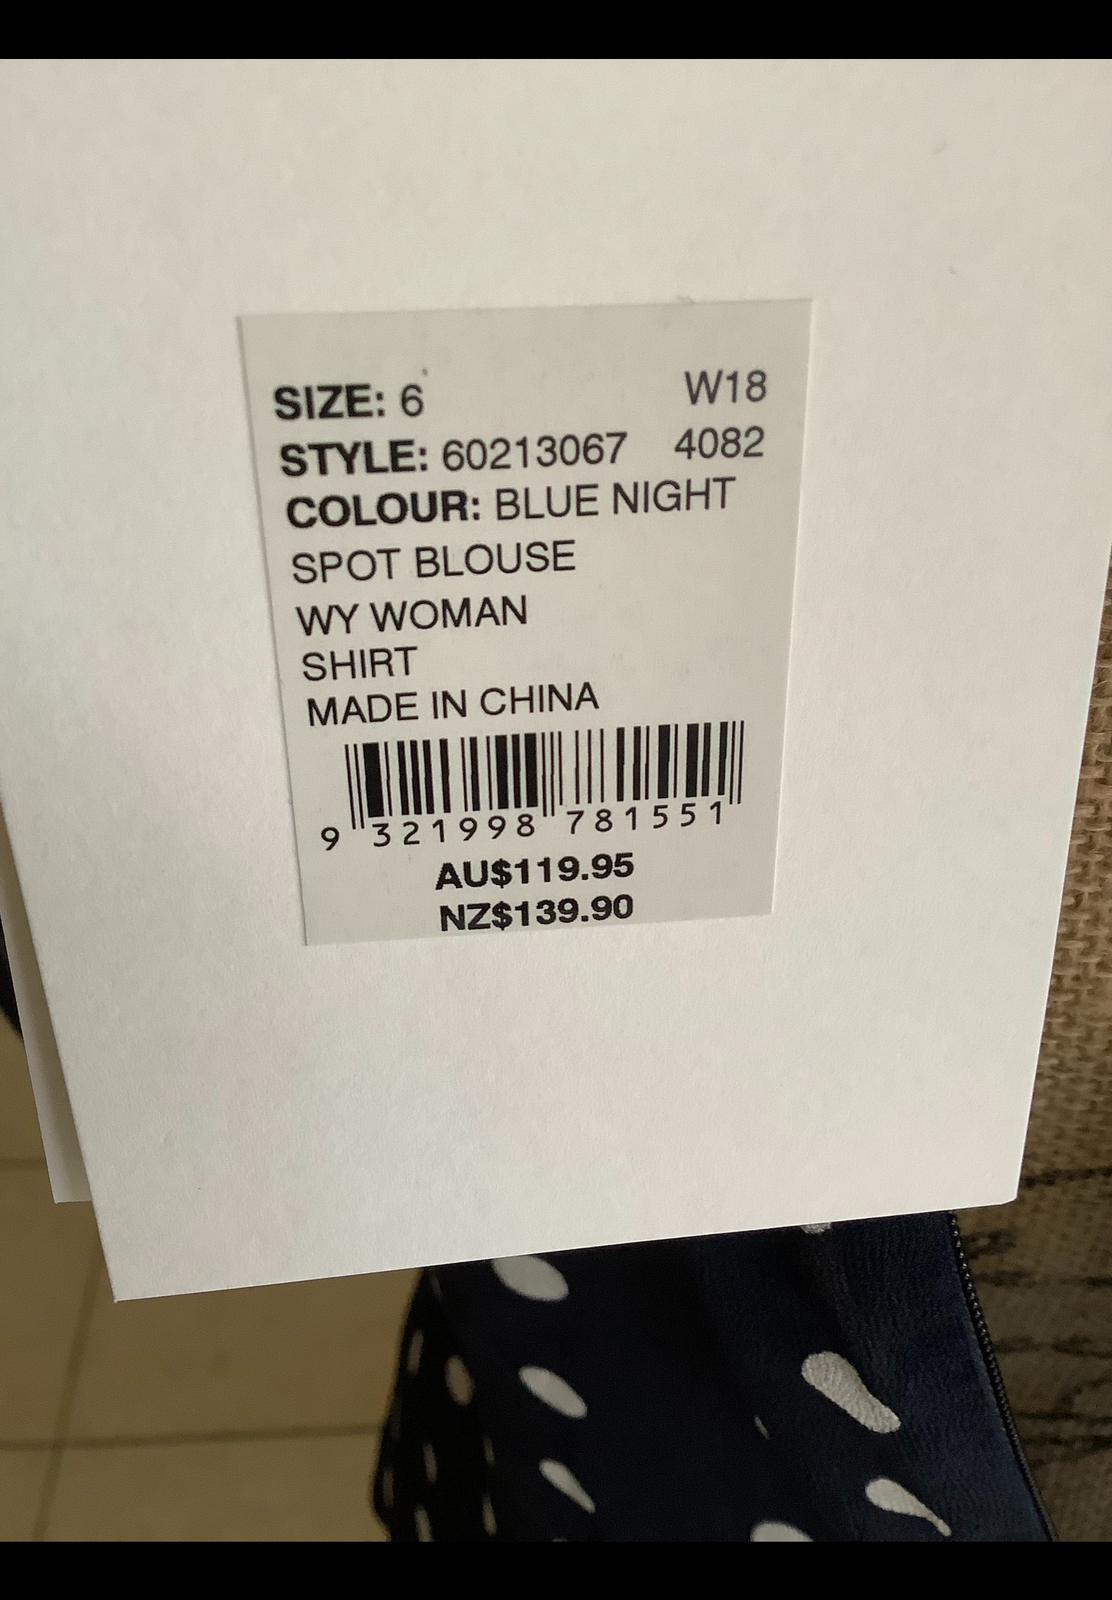 SIZE: 6 W18
STYLE: 60213067 4082
COLOUR: BLUE NIGHT
SPOT BLOUSE
WY WOMAN
SHIRT
MADE IN CHINA
9 321998 781551
AU$119.95
NZ$139.90